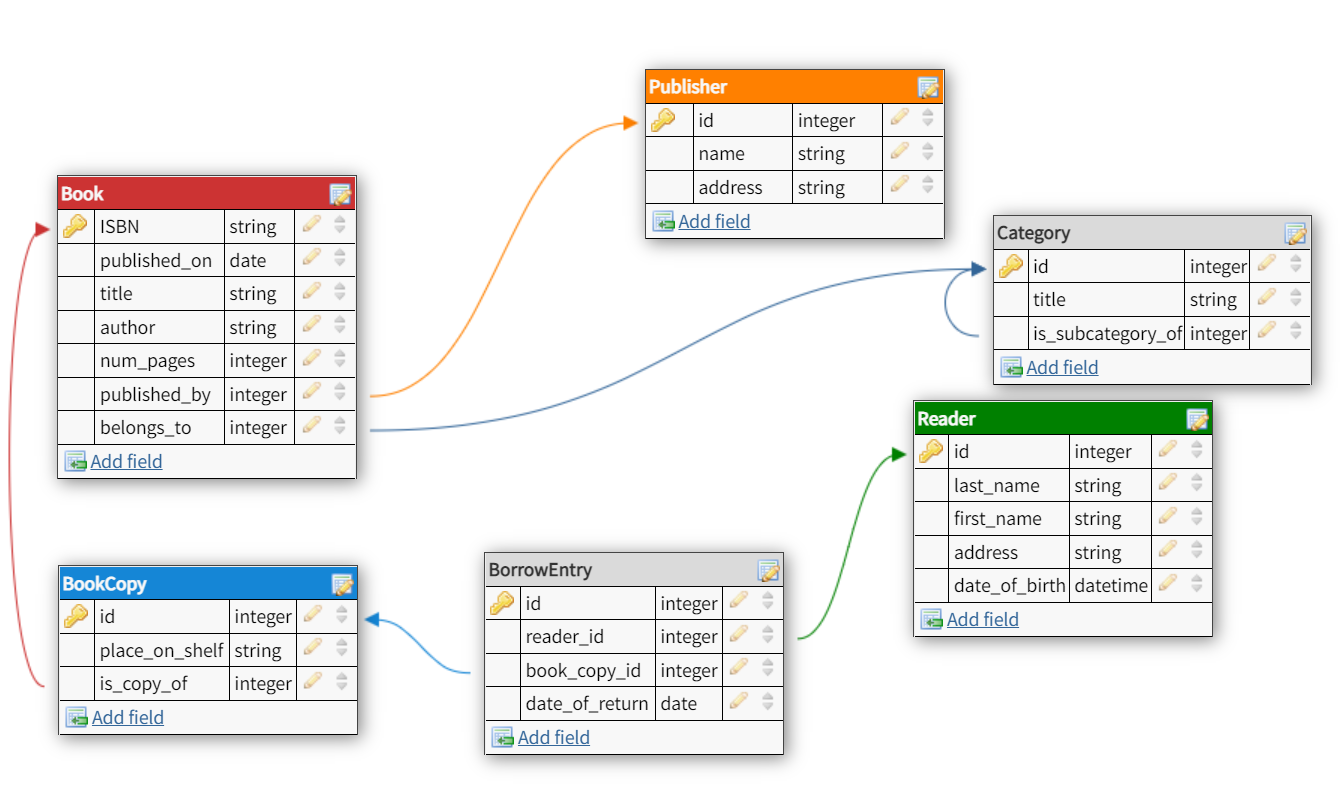 Publisher
id integer
name string
address string
Add field
Book
ISBN string
published_on date
title string
author string
num_pages integer
published_by integer
belongs_to integer
Add field
Category
id integer
title string
is_subcategory_of integer
Add field
Reader
id integer
last_name string
first_name string
address string
date_of_birth datetime
Add field
BookCopy
id integer
place_on_shelf string
is_copy_of integer
Add field
BorrowEntry
id integer
reader_id integer
book_copy_id integer
date_of_return date
Add field